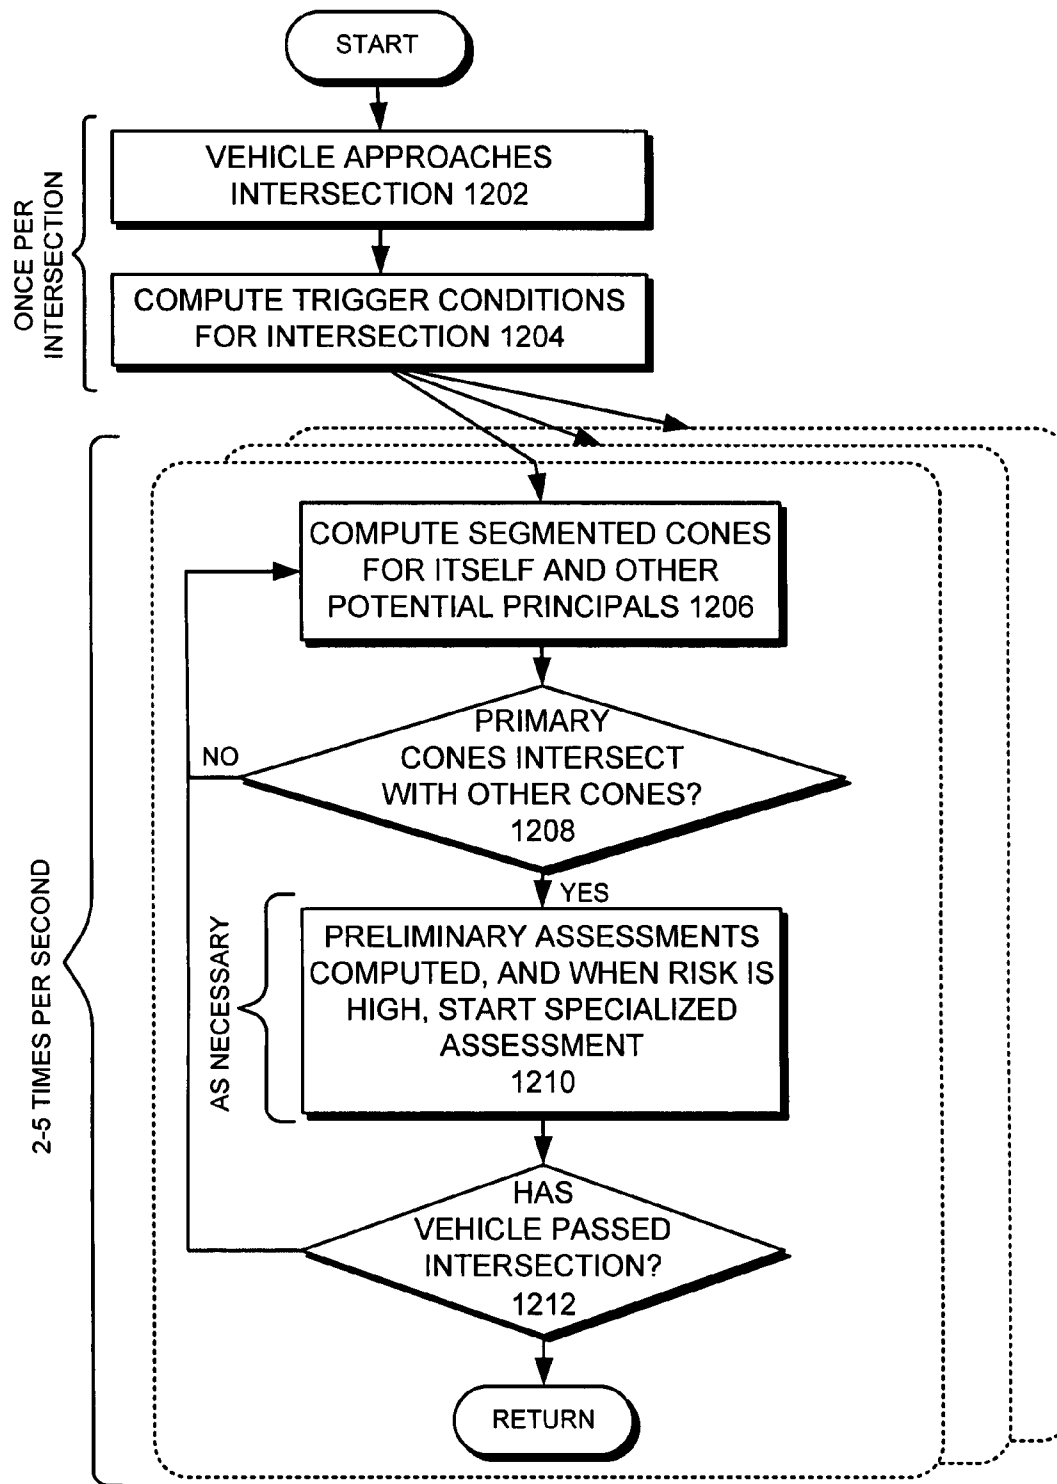 START
VEHICLE APPROACHES
INTERSECTION 1202
ONCE PER
INTERSECTION
COMPUTE TRIGGER CONDITIONS
FOR INTERSECTION 1204
COMPUTE SEGMENTED CONES
FOR ITSELF AND OTHER
POTENTIAL PRINCIPALS 1206
PRIMARY
CONES INTERSECT
WITH OTHER CONES?
1208
NO
YES
2-5 TIMES PER SECOND
AS NECESSARY
PRELIMINARY ASSESSMENTS
COMPUTED, AND WHEN RISK IS
HIGH, START SPECIALIZED
ASSESSMENT
1210
HAS
VEHICLE PASSED
INTERSECTION?
1212
RETURN